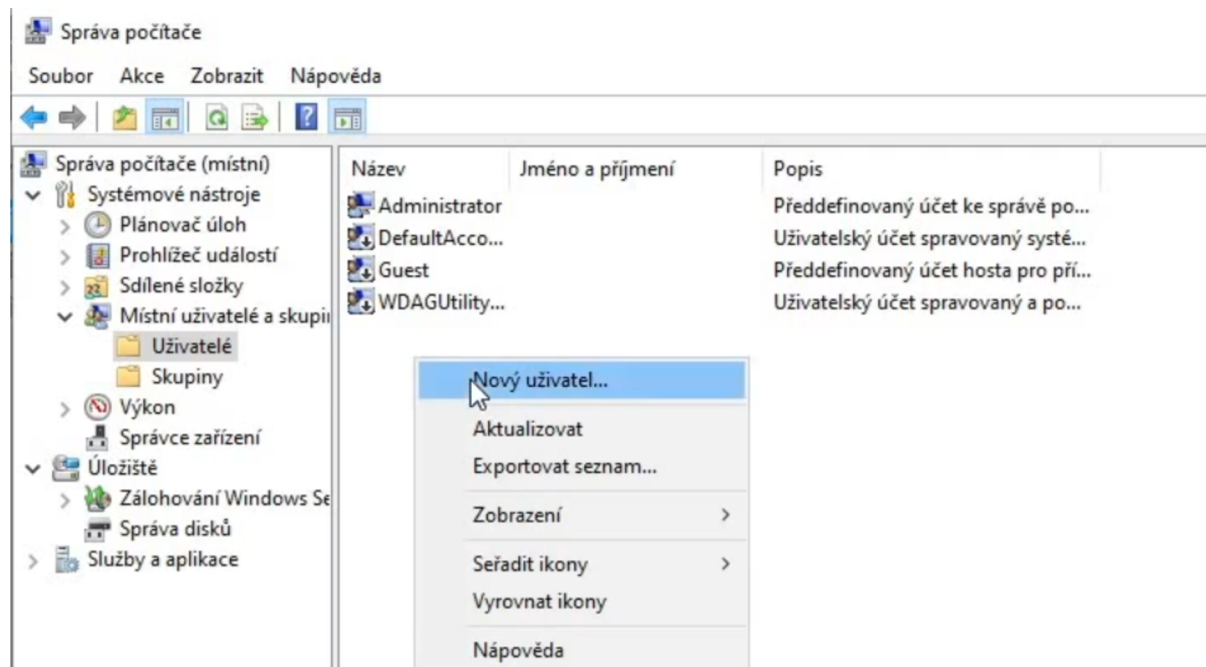 Správa počítače
Soubor Akce Zobrazit Nápověda
Správa počítače (místní)
Systémové nástroje
Plánovač úloh
Prohlížeč událostí
Sdílené složky
Místní uživatelé a skupin
Uživatelé
Skupiny
Výkon
Správce zařízení
Úložiště
Zálohování Windows Se
Správa disků
Služby a aplikace
Název Jméno a příjmení Popis
Administrator Předdefinovaný účet ke správě po...
DefaultAcco... Uživatelský účet spravovaný systé...
Guest Předdefinovaný účet hosta pro pří...
WDAGUtility... Uživatelský účet spravovaný a po...
Nový uživatel...
Aktualizovat
Exportovat seznam...
Zobrazení
Seřadit ikony
Vyrovnat ikony
Nápověda